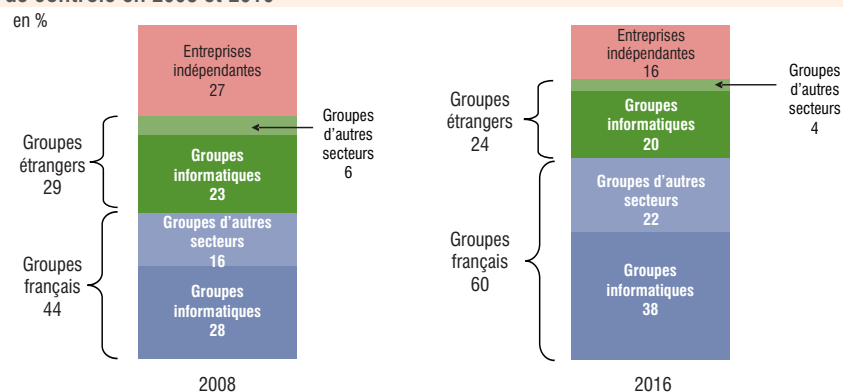 de contrôle en 2008 et 2016
en %
Entreprises
indépendantes
27
Groupes
d'autres
secteurs
6
Groupes
étrangers
29
Groupes
informatiques
23
Groupes d'autres
secteurs
16
Groupes
français
44
Groupes
informatiques
28
2008
Entreprises
indépendantes
16
Groupes
d'autres
secteurs
4
Groupes
étrangers
24
Groupes
informatiques
20
Groupes d'autres
secteurs
22
Groupes
français
60
Groupes
informatiques
38
2016